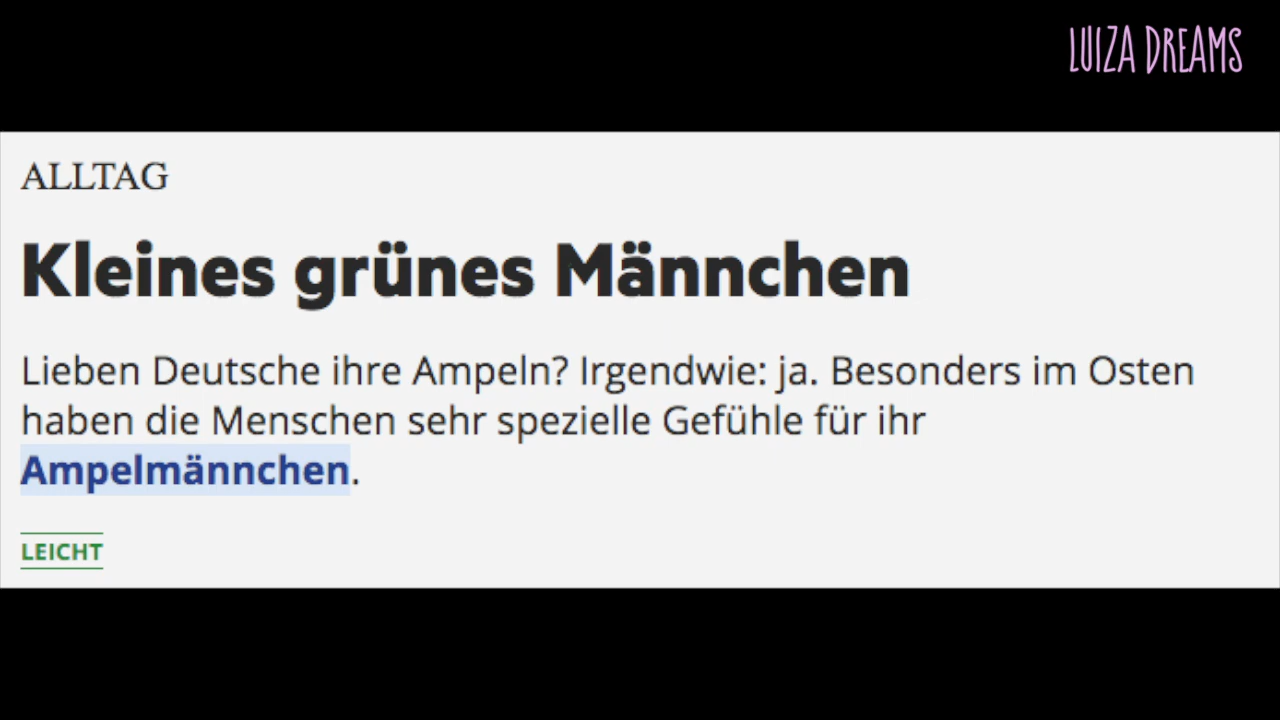 LUIZA DREAMS
ALLTAG
Kleines grünes Männchen
Lieben Deutsche ihre Ampeln? Irgendwie: ja. Besonders im Osten
haben die Menschen sehr spezielle Gefühle für ihr
Ampelmännchen.
LEICHT